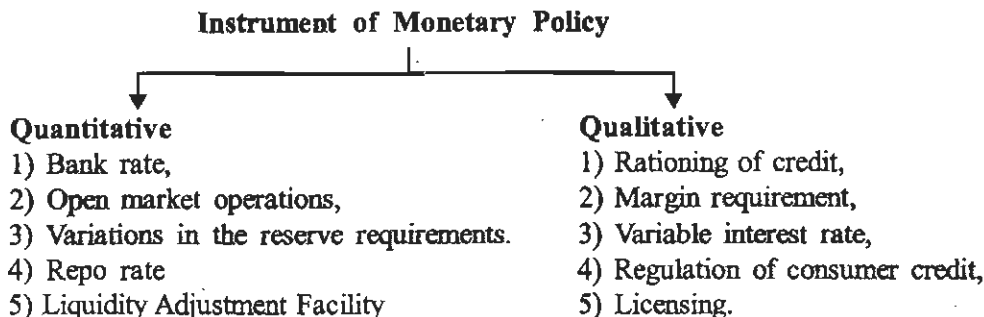 Instrument of Monetary Policy
Quantitative
1) Bank rate,
2) Open market operations,
3) Variations in the reserve requirements.
4) Repo rate
5) Liquidity Adjustment Facility
Qualitative
1) Rationing of credit,
2) Margin requirement,
3) Variable interest rate,
4) Regulation of consumer credit,
5) Licensing.